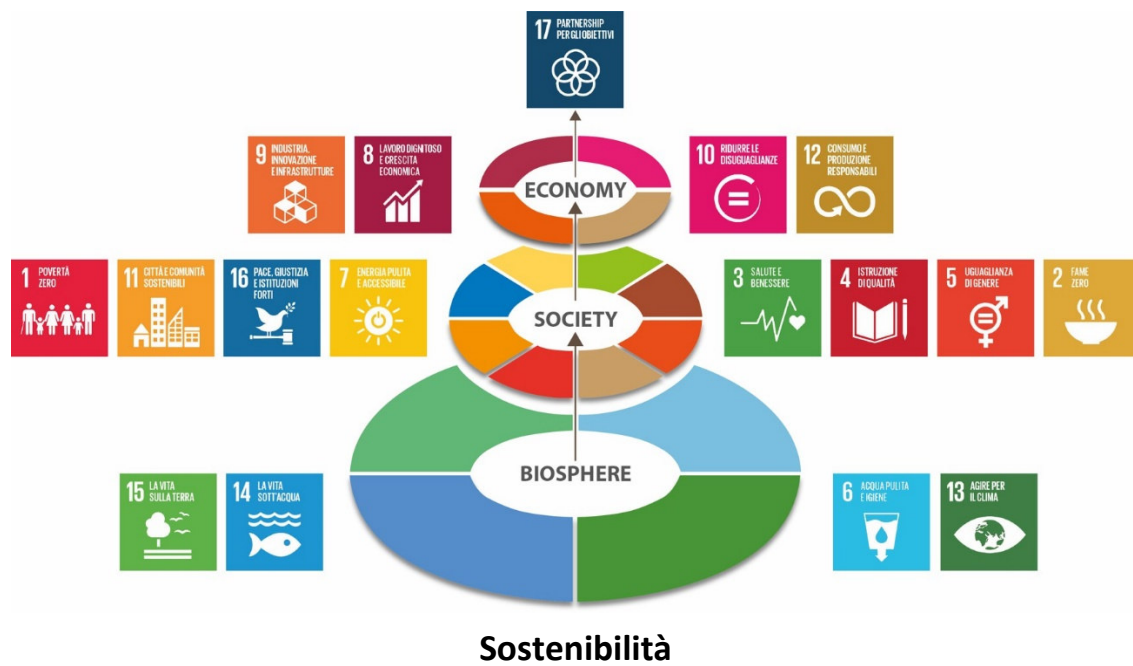 17 PARTNERSHIP
PER GLI OBIETTIVI
9 INDUSTRIA,
INNOVAZIONE
E INFRASTRUTTURE
8 LAVORO DIGNITOSO
E CRESCITA
ECONOMICA
ECONOMY
10 RIDURRE LE
DISUGUAGLIANZE
12 CONSUMO E
PRODUZIONE
RESPONSABILI
1 POVERTÀ
ZERO
11 CITTÀ E COMUNITÀ
SOSTENIBILI
16 PACE, GIUSTIZIA
E ISTITUZIONI
FORTI
7 ENERGIA PULITA
E ACCESSIBILE
SOCIETY
3 SALUTE E
BENESSERE
4 ISTRUZIONE
DI QUALITÀ
5 UGUAGLIANZA
DI GENERE
2 FAME
ZERO
BIOSPHERE
15 LA VITA
SULLA TERRA
14 LA VITA
SOTT'ACQUA
6 ACQUA PULITA
E IGIENE
13 AGIRE PER
IL CLIMA
Sostenibilità